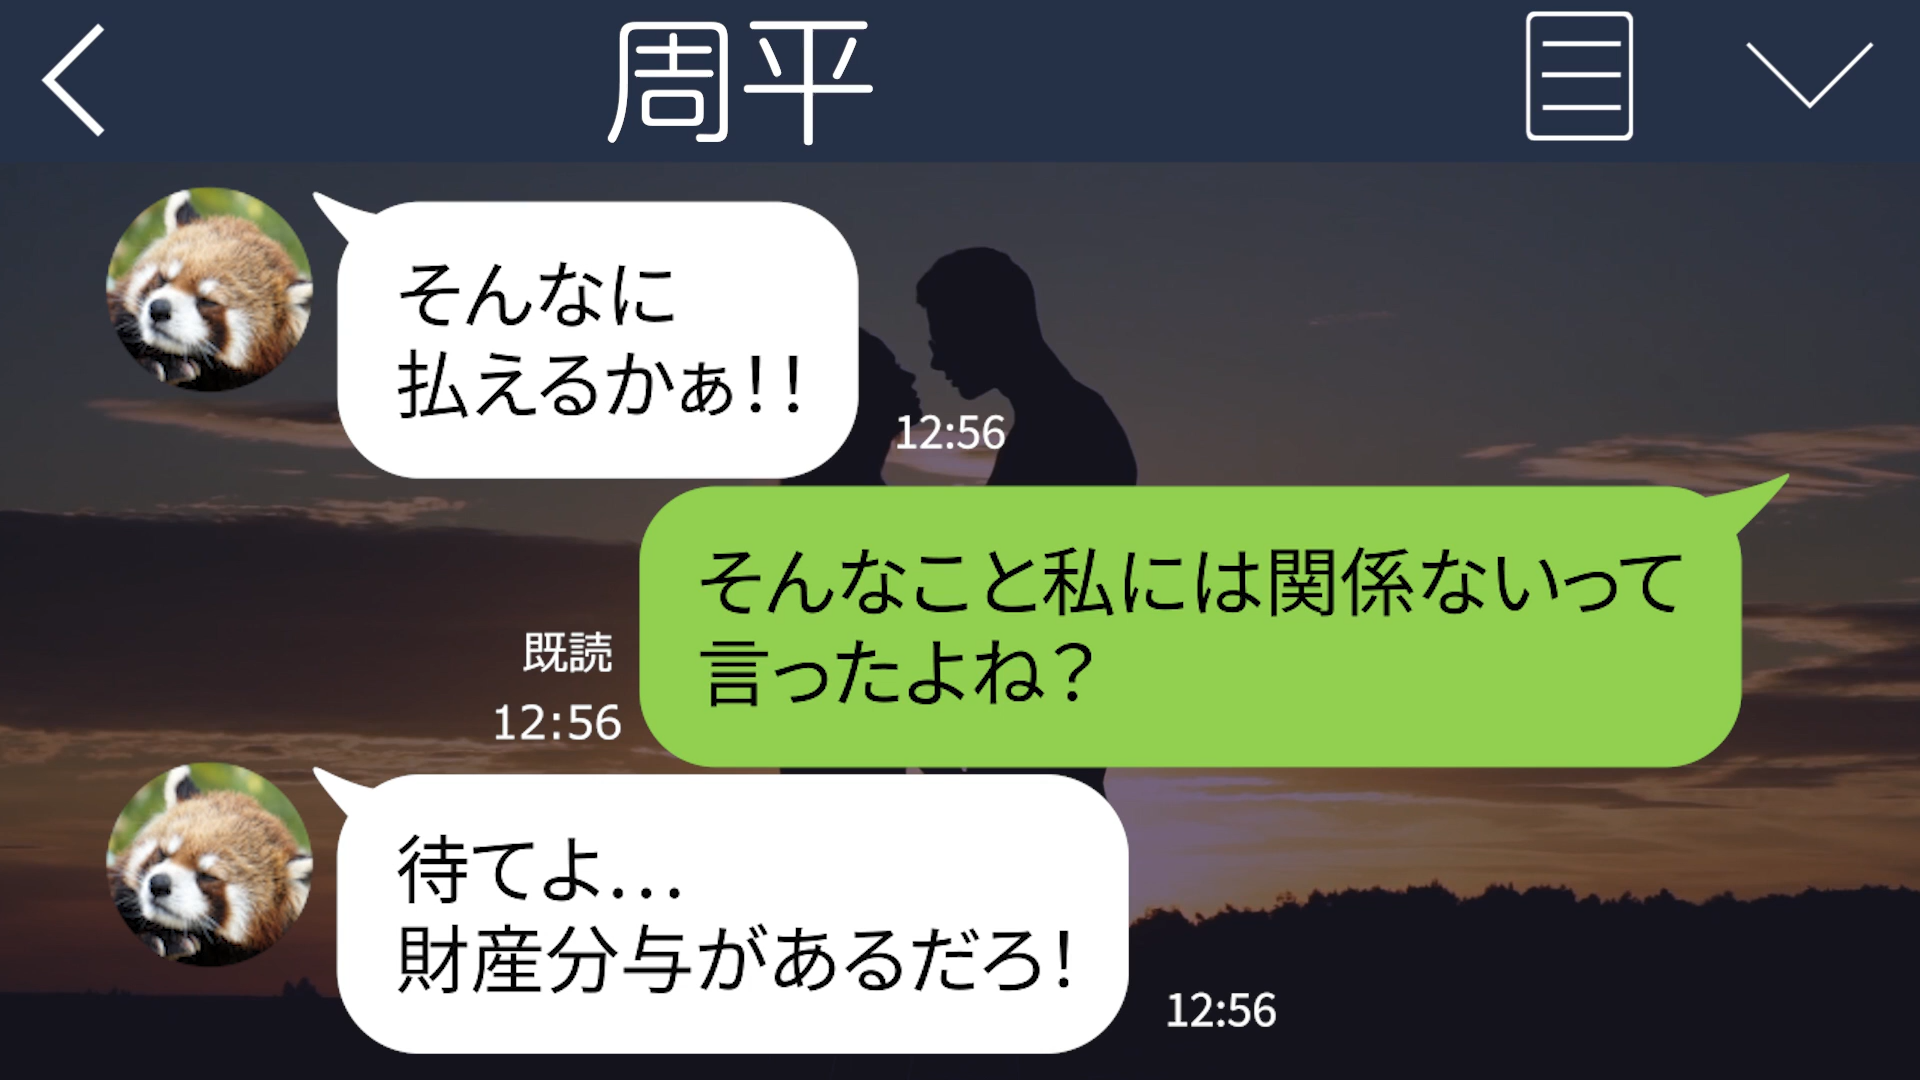 周平
そんなに
払えるかぁ！！
12:56
そんなこと私には関係ないって
言ったよね？
既読
12:56
待てよ…
財産分与があるだろ！
12:56